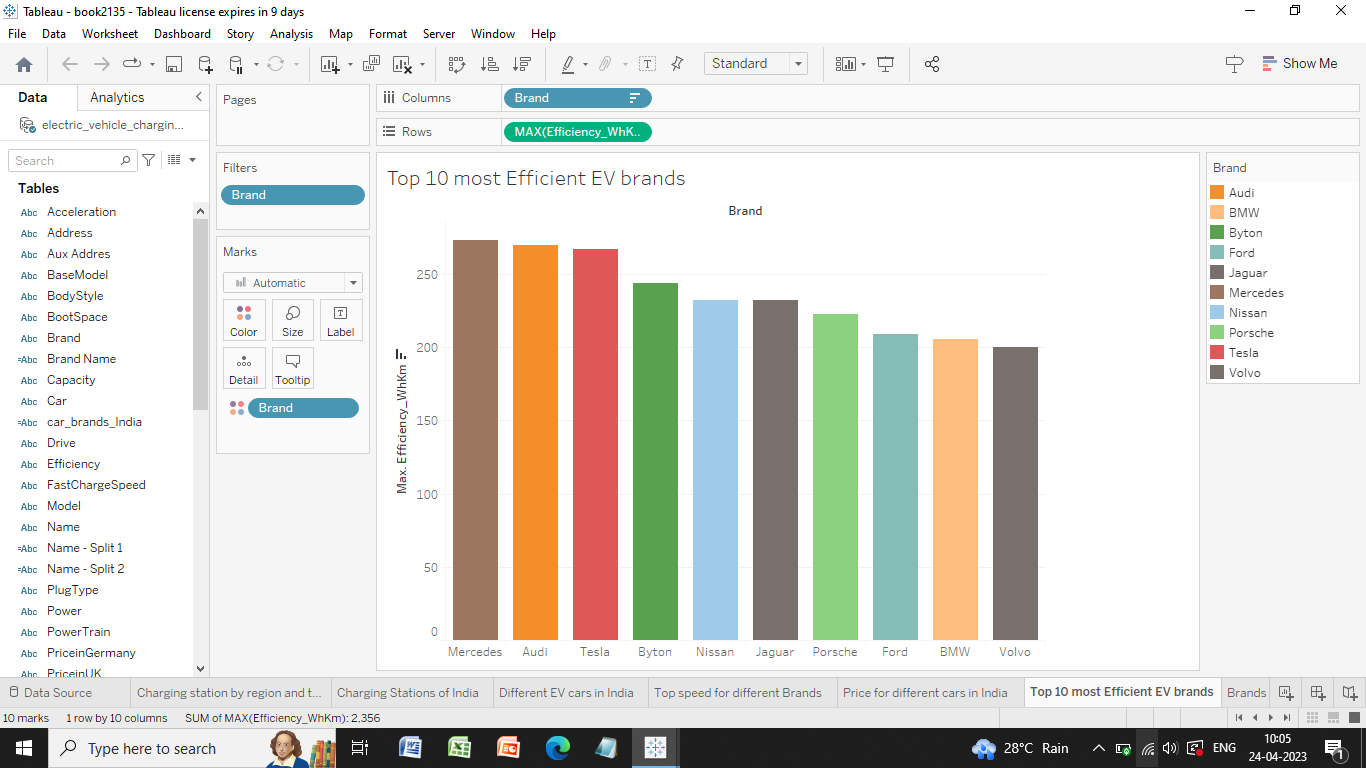 Tableau - book2135 - Tableau license expires in 9 days
File Data Worksheet Dashboard Story Analysis Map Format Server Window Help
Standard
Show Me
Data Analytics
electric_vehicle_chargin...
Search
Tables
Abc Acceleration
Abc Address
Abc Aux Addres
Abc BaseModel
Abc BodyStyle
Abc BootSpace
Abc Brand
=Abc Brand Name
Abc Capacity
Abc Car
=Abc car_brands_India
Abc Drive
Abc Efficiency
Abc FastChargeSpeed
Abc Model
Abc Name
=Abc Name - Split 1
=Abc Name - Split 2
Abc PlugType
Abc Power
Abc PowerTrain
Abc PriceinGermany
Abc PriceinUK
Pages
Filters
Brand
Marks
Automatic
Color Size Label
Detail Tooltip
Brand
Columns Brand
Rows MAX(Efficiency_WhK..
Top 10 most Efficient EV brands
Brand
Max. Efficiency_WhKm
250
200
150
100
50
0
Mercedes Audi Tesla Byton Nissan Jaguar Porsche Ford BMW Volvo
Brand
Audi
BMW
Byton
Ford
Jaguar
Mercedes
Nissan
Porsche
Tesla
Volvo
Data Source Charging station by region and t... Charging Stations of India Different EV cars in India Top speed for different Brands Price for different cars in India Top 10 most Efficient EV brands Brands
10 marks 1 row by 10 columns SUM of MAX(Efficiency_WhKm): 2,356
Type here to search
28°C Rain
ENG
10:05
24-04-2023
1